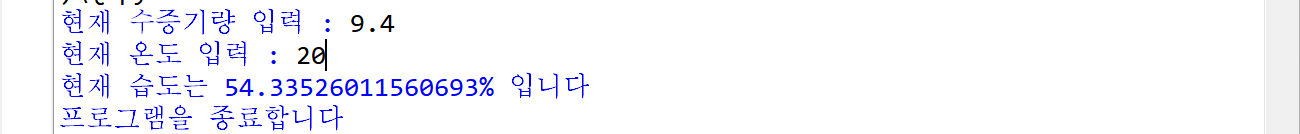 현재 수증기량 입력 : 9.4
현재 온도 입력 : 20
현재 습도는 54.33526011560693% 입니다
프로그램을 종료합니다